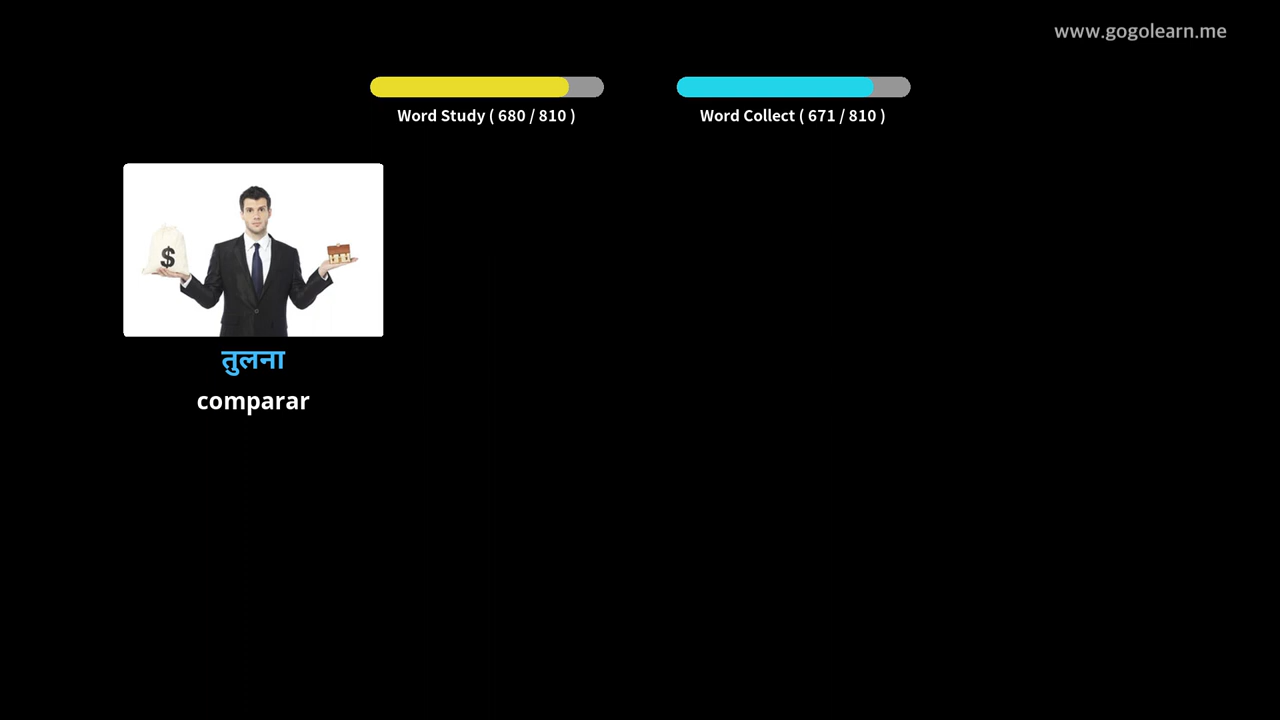 www.gogolearn.me
Word Study ( 680 / 810 )
Word Collect ( 671 / 810 )
$
तुलना
comparar